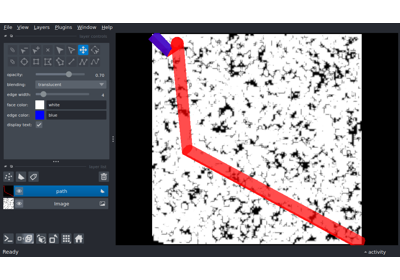 File View Layers Plugins Window Help
opacity: 0.70
blending: translucent
edge width: 4
face color: white
edge color: blue
display text: ✓
path
Image
Ready
activity